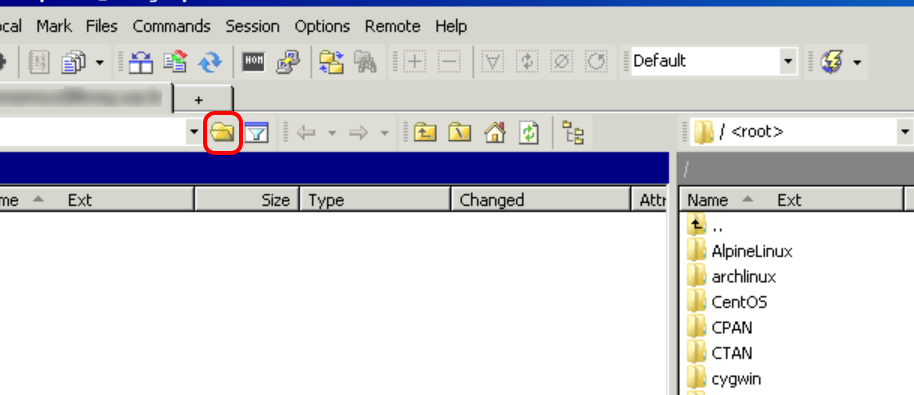 ocal Mark Files Commands Session Options Remote Help
Default
+
/ <root>
/
me Ext Size Type Changed Attr Name Ext
..
AlpineLinux
archlinux
CentOS
CPAN
CTAN
cygwin